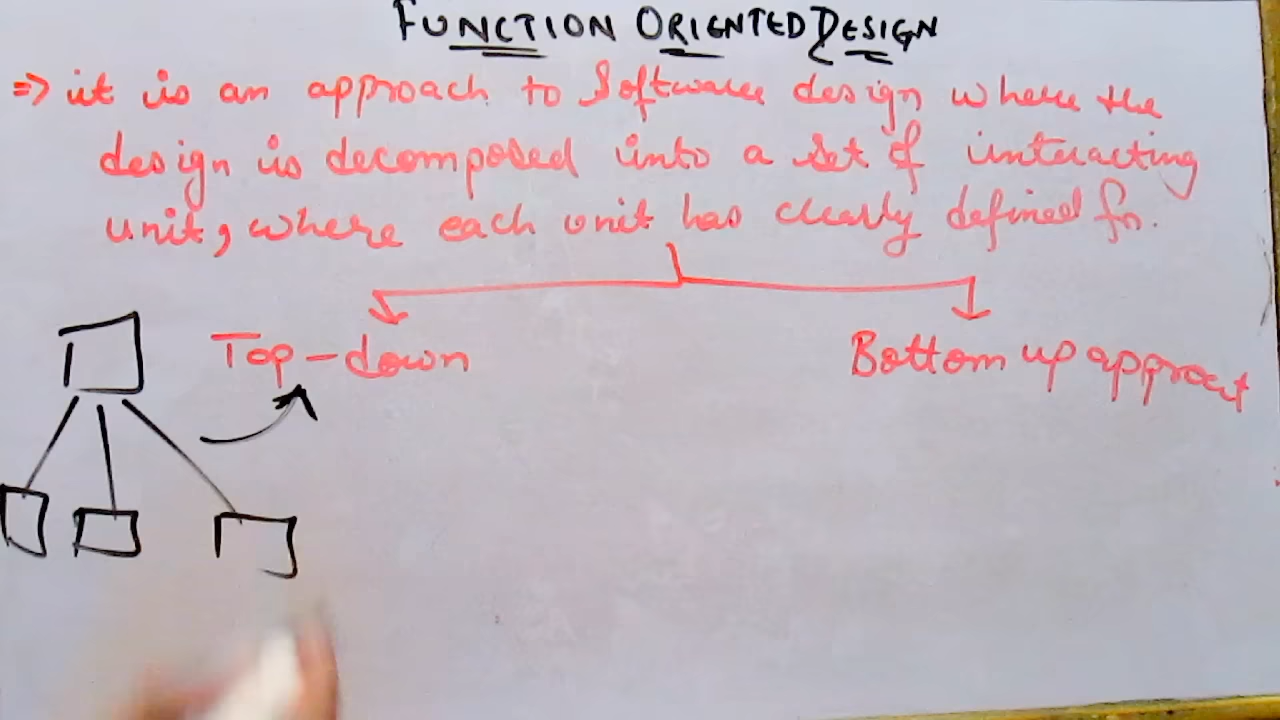 FUNCTION ORIENTED DESIGN
⇒ it is an approach to Software design where the
design is decomposed into a set of interacting
unit, where each unit has clearly defined fn.
Top-down
Bottom up approach